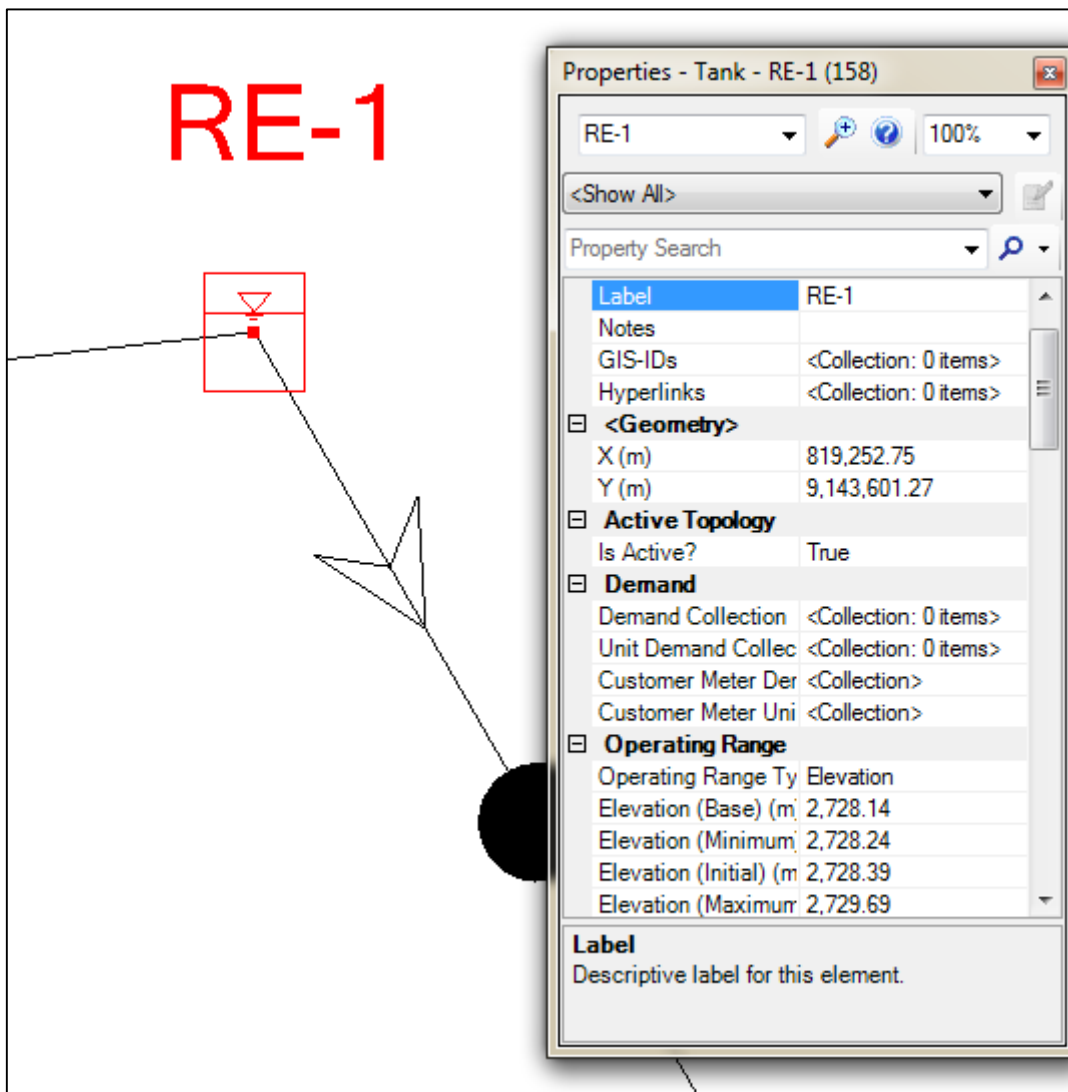 RE-1
Properties - Tank - RE-1 (158)
RE-1 100%
<Show All>
Property Search
Label RE-1
Notes
GIS-IDs <Collection: 0 items>
Hyperlinks <Collection: 0 items>
<Geometry>
X (m) 819,252.75
Y (m) 9,143,601.27
Active Topology
Is Active? True
Demand
Demand Collection <Collection: 0 items>
Unit Demand Collec <Collection: 0 items>
Customer Meter Der <Collection>
Customer Meter Uni <Collection>
Operating Range
Operating Range Ty Elevation
Elevation (Base) (m) 2,728.14
Elevation (Minimum) 2,728.24
Elevation (Initial) (m 2,728.39
Elevation (Maximum 2,729.69
Label
Descriptive label for this element.